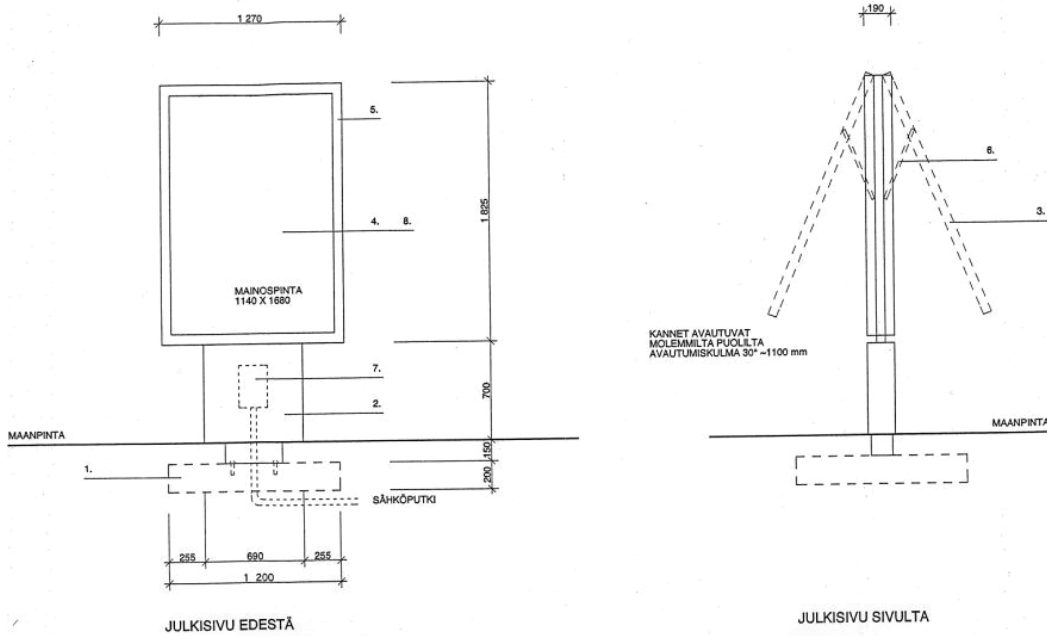 1 270
190
5.
6.
1 825
3.
4. 8.
MAINOSPINTA
1140 X 1680
KANNET AVAUTUVAT
MOLEMMILTA PUOLILTA
AVAUTUMISKULMA 30° ~1100 mm
7.
700
2.
MAANPINTA
MAANPINTA
150
1.
200
SÄHKÖPUTKI
255 690 255
1 200
JULKISIVU EDESTÄ
JULKISIVU SIVULTA